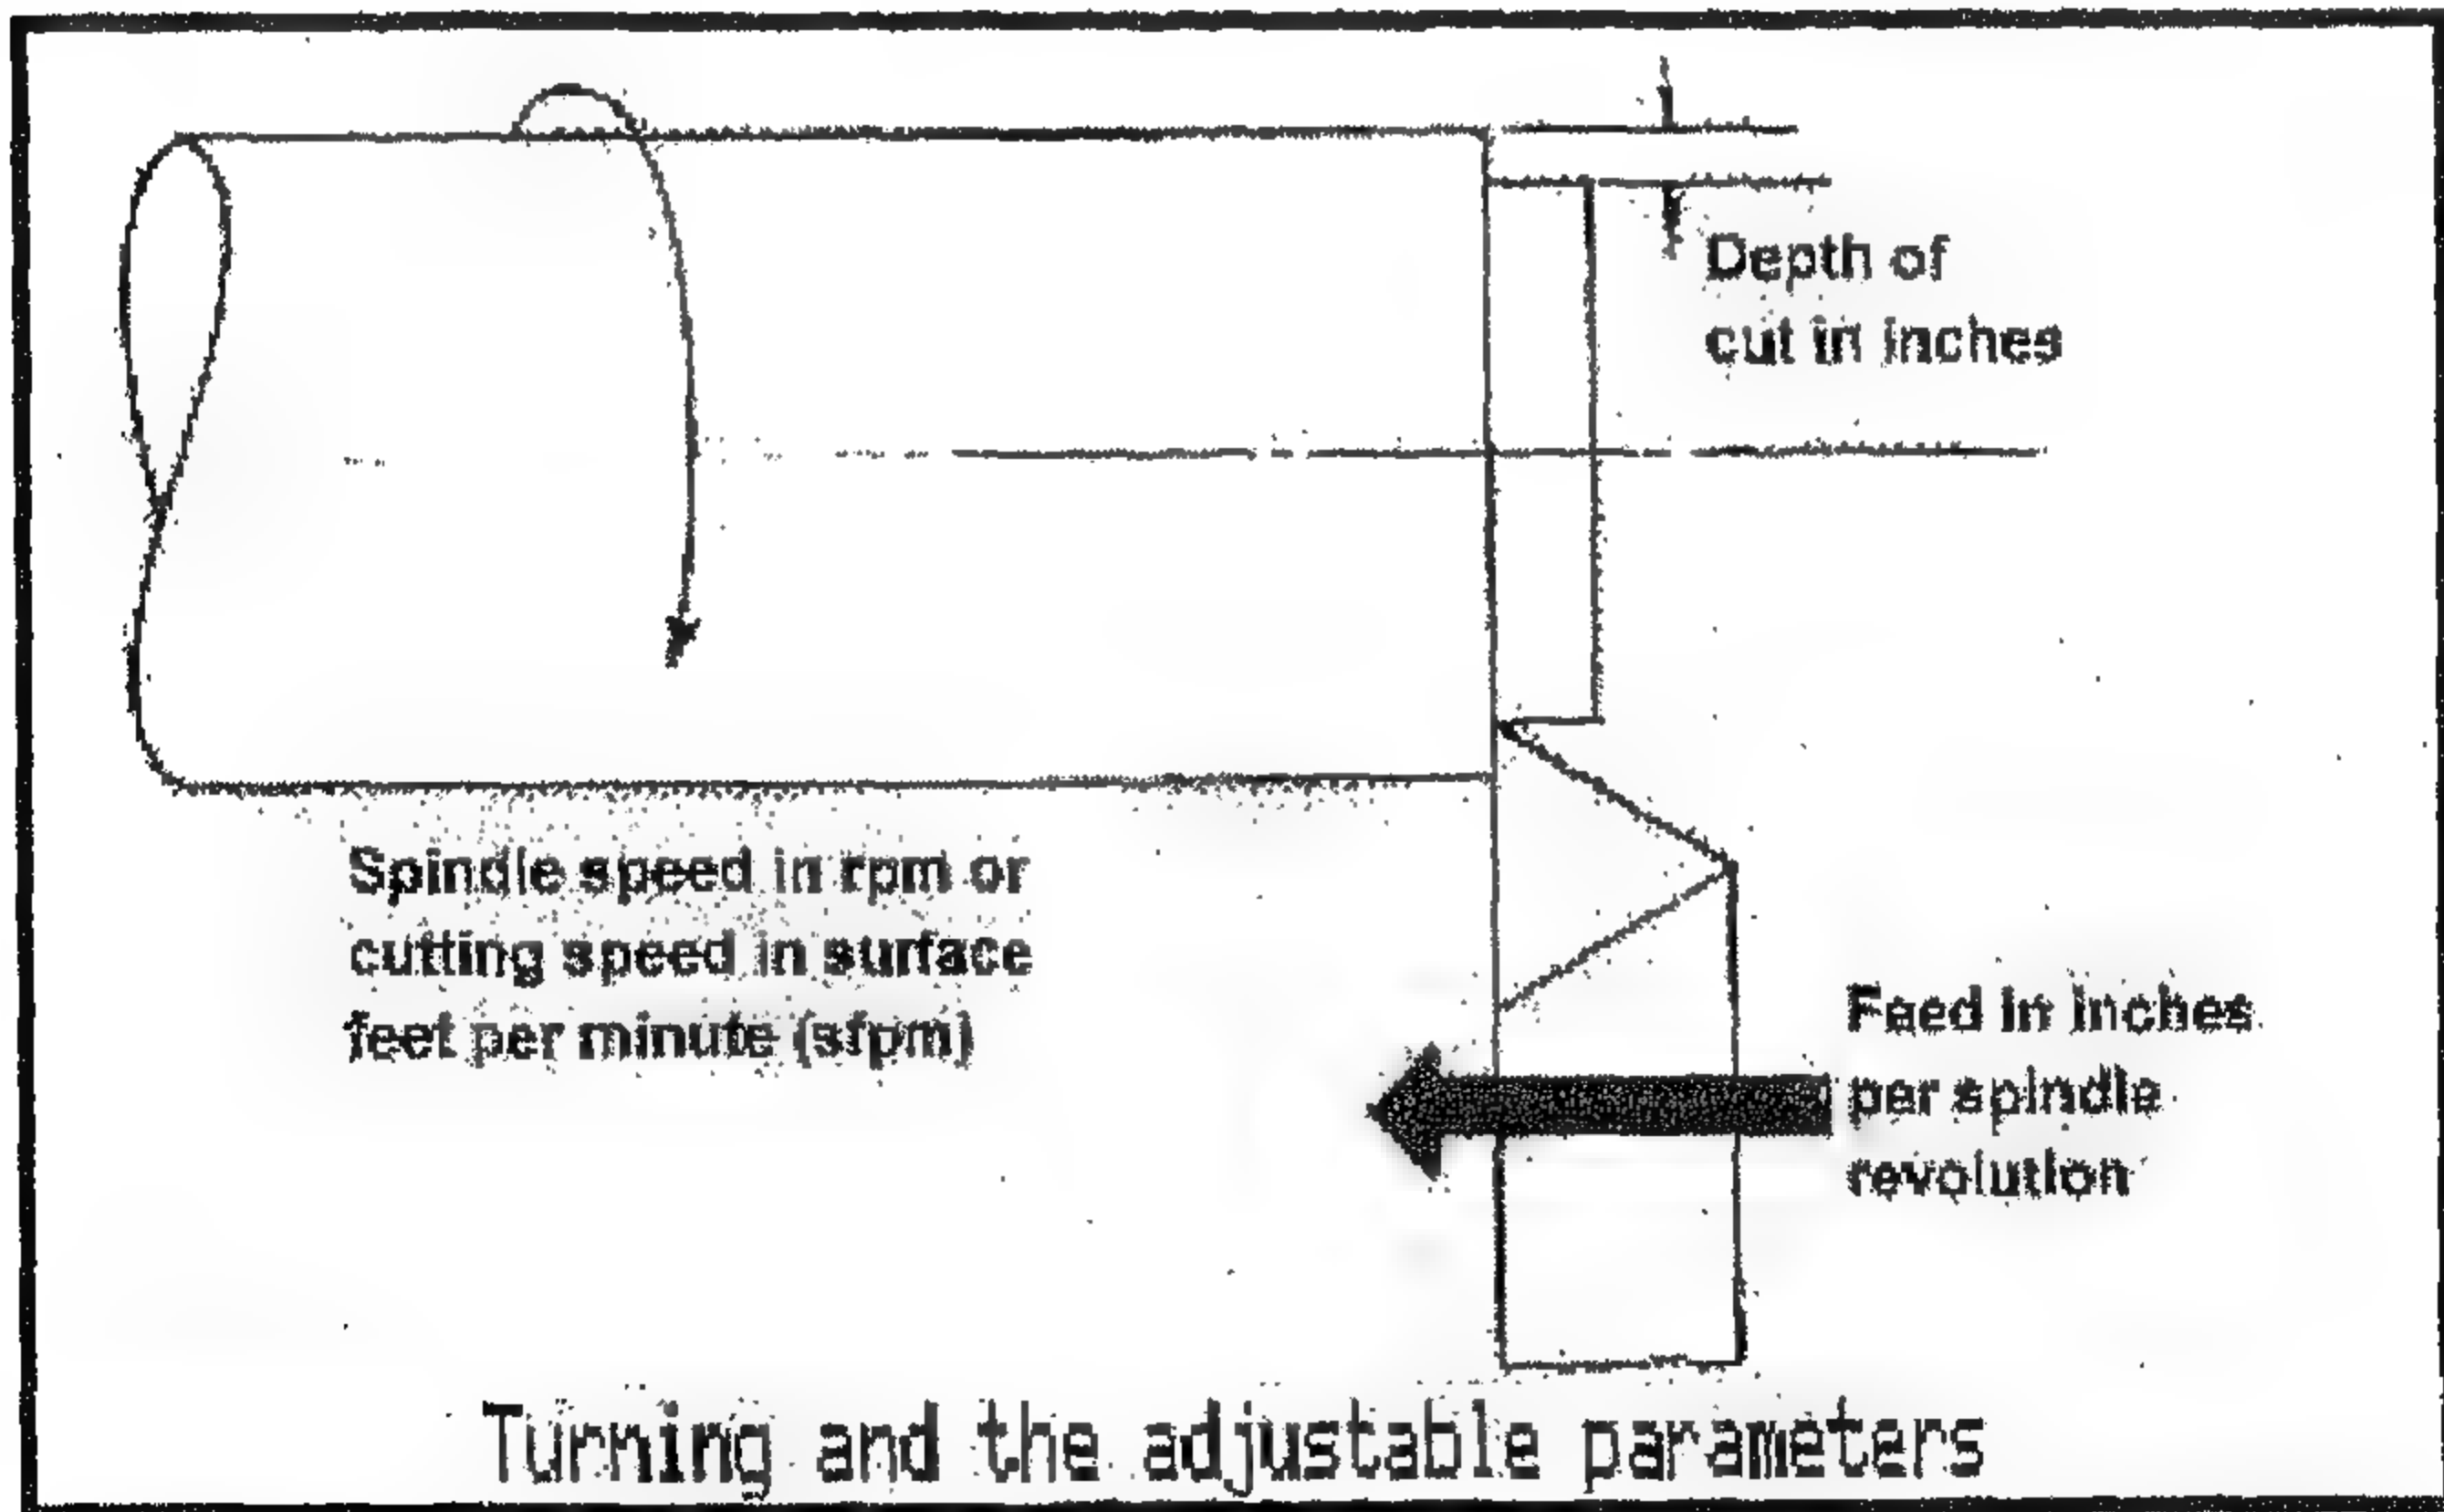 Depth of
cut in inches
Spindle speed in rpm or
cutting speed in surface
feet per minute (sfpm)
Feed in inches
per spindle
revolution
Turning and the adjustable parameters